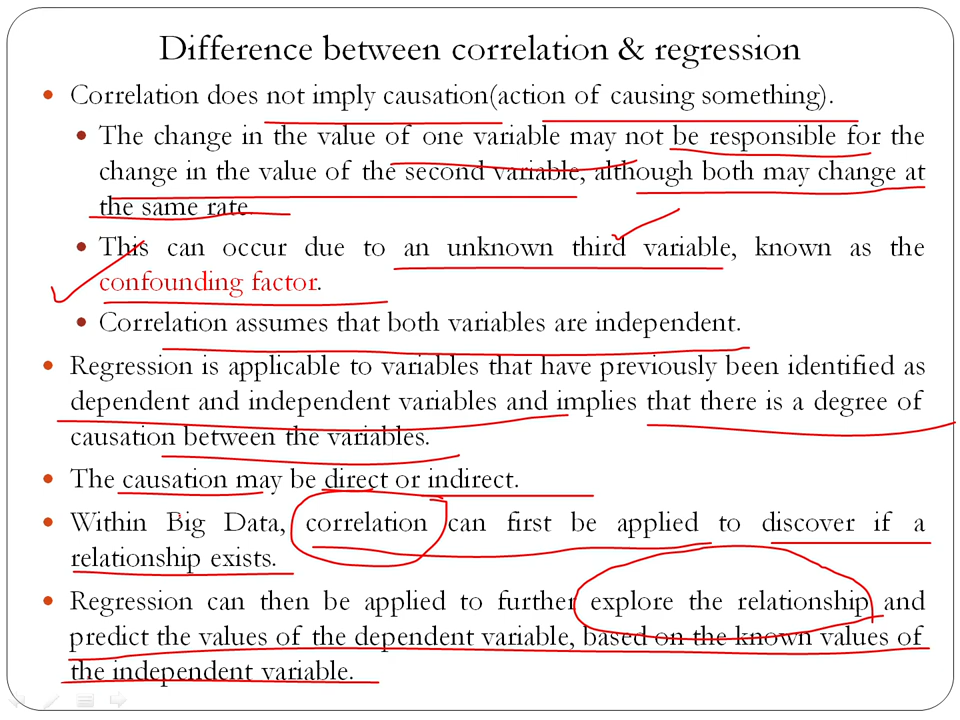 Difference between correlation & regression
• Correlation does not imply causation(action of causing something).
• The change in the value of one variable may not be responsible for the
change in the value of the second variable, although both may change at
the same rate.
• This can occur due to an unknown third variable, known as the
confounding factor.
• Correlation assumes that both variables are independent.
• Regression is applicable to variables that have previously been identified as
dependent and independent variables and implies that there is a degree of
causation between the variables.
• The causation may be direct or indirect.
• Within Big Data, correlation can first be applied to discover if a
relationship exists.
• Regression can then be applied to further explore the relationship and
predict the values of the dependent variable, based on the known values of
the independent variable.